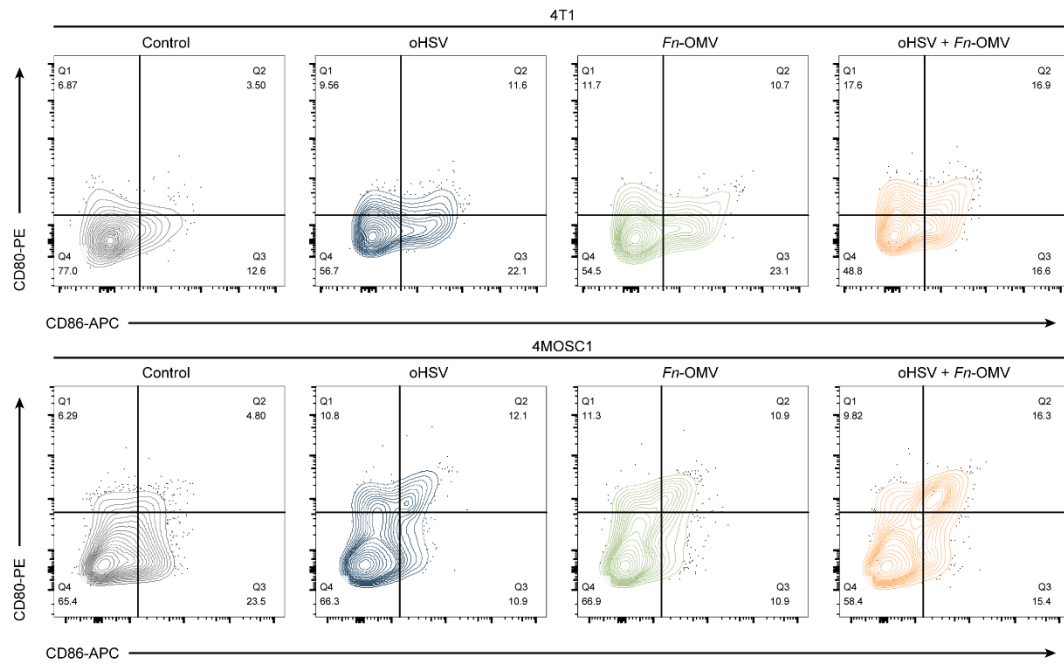 4T1
Control
oHSV
Fn-OMV
oHSV + Fn-OMV
CD80-PE
Q1
6.87
Q2
3.50
Q4
77.0
Q3
12.6
Q1
9.56
Q2
11.6
Q4
56.7
Q3
22.1
Q1
11.7
Q2
10.7
Q4
54.5
Q3
23.1
Q1
17.6
Q2
16.9
Q4
48.8
Q3
16.6
CD86-APC
4MOSC1
Control
oHSV
Fn-OMV
oHSV + Fn-OMV
CD80-PE
Q1
6.29
Q2
4.80
Q4
65.4
Q3
23.5
Q1
10.8
Q2
12.1
Q4
66.3
Q3
10.9
Q1
11.3
Q2
10.9
Q4
66.9
Q3
10.9
Q1
9.82
Q2
16.3
Q4
58.4
Q3
15.4
CD86-APC